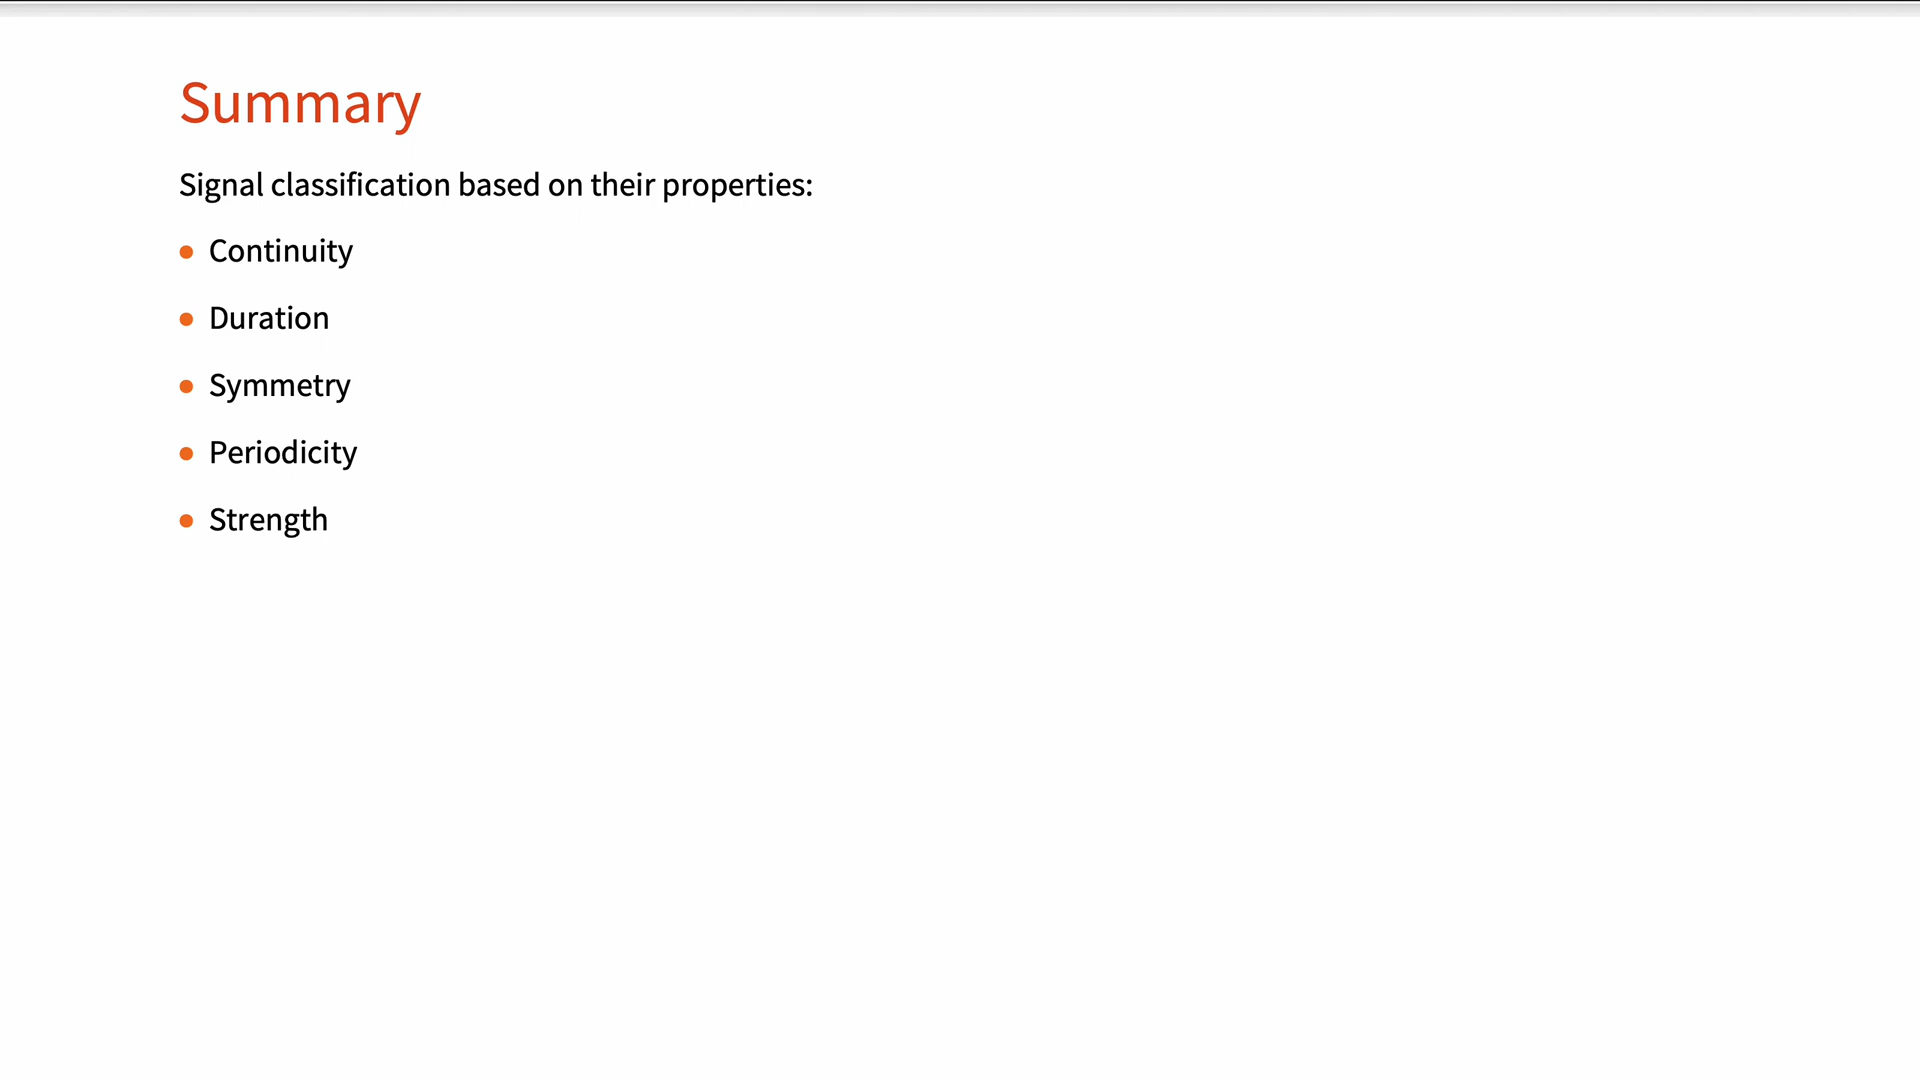 Summary
Signal classification based on their properties:
Continuity
Duration
Symmetry
Periodicity
Strength